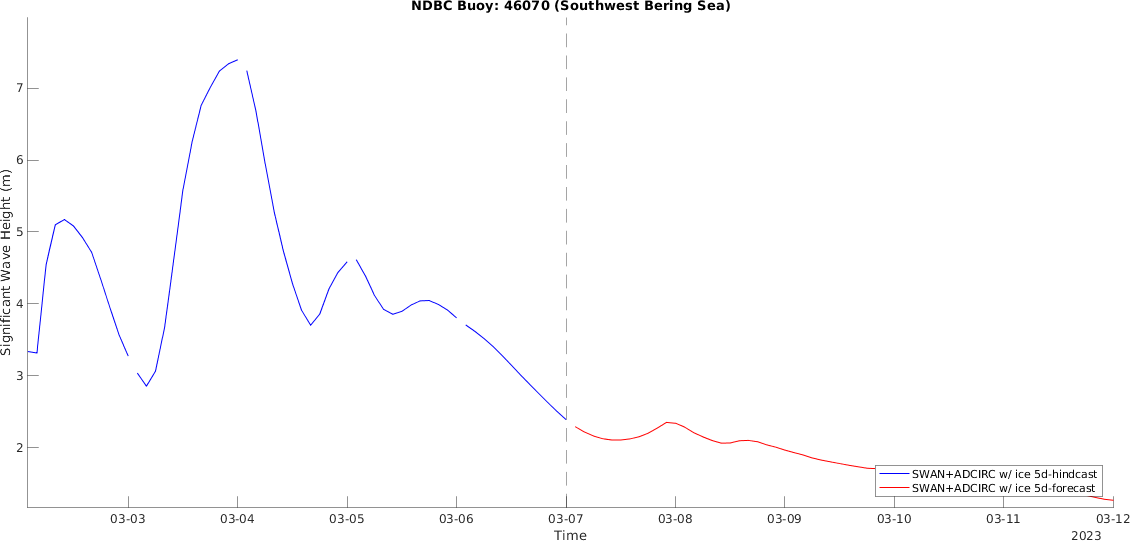 NDBC Buoy: 46070 (Southwest Bering Sea)
7
6
5
4
3
2
Significant Wave Height (m)
SWAN+ADCIRC w/ ice 5d-hindcast
SWAN+ADCIRC w/ ice 5d-forecast
03-03 03-04 03-05 03-06 03-07 03-08 03-09 03-10 03-11 03-12
Time
2023